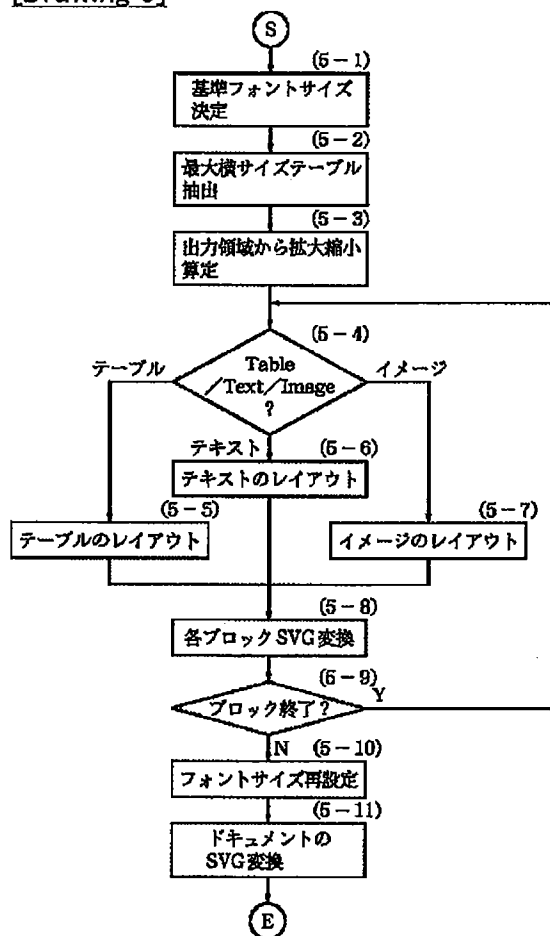 S
(5-1)
基準フォントサイズ
決定
(5-2)
最大横サイズテーブル
抽出
(5-3)
出力領域から拡大縮小
算定
(5-4)
テーブル
Table
/Text/Image
?
イメージ
テキスト
(5-6)
テキストのレイアウト
(5-5)
(5-7)
テーブルのレイアウト
イメージのレイアウト
(5-8)
各ブロックSVG変換
(5-9)
ブロック終了?
Y
N
(5-10)
フォントサイズ再設定
(5-11)
ドキュメントの
SVG変換
E